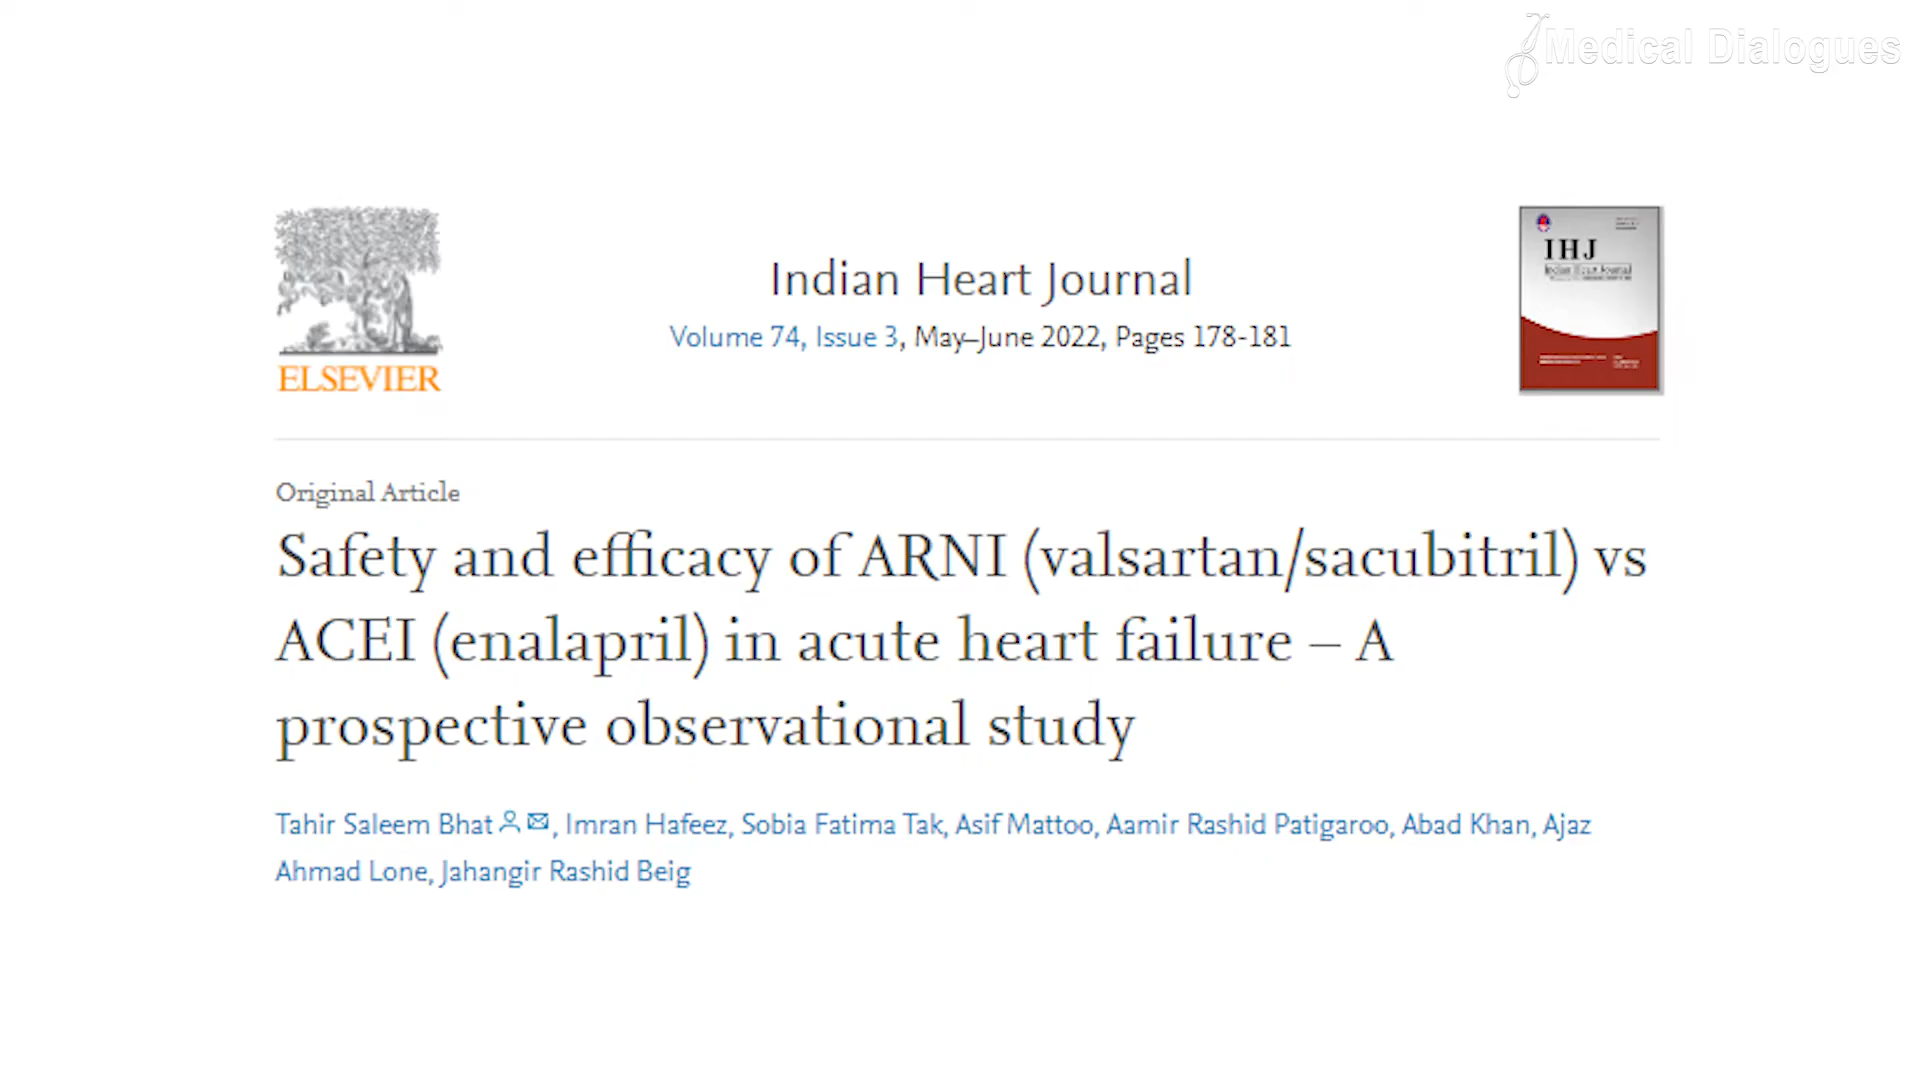 Medical Dialogues
Indian Heart Journal
Volume 74, Issue 3, May–June 2022, Pages 178-181
ELSEVIER
IHJ
Indian Heart Journal
Original Article
Safety and efficacy of ARNI (valsartan/sacubitril) vs
ACEI (enalapril) in acute heart failure – A
prospective observational study
Tahir Saleem Bhat , Imran Hafeez, Sobia Fatima Tak, Asif Mattoo, Aamir Rashid Patigaroo, Abad Khan, Ajaz
Ahmad Lone, Jahangir Rashid Beig